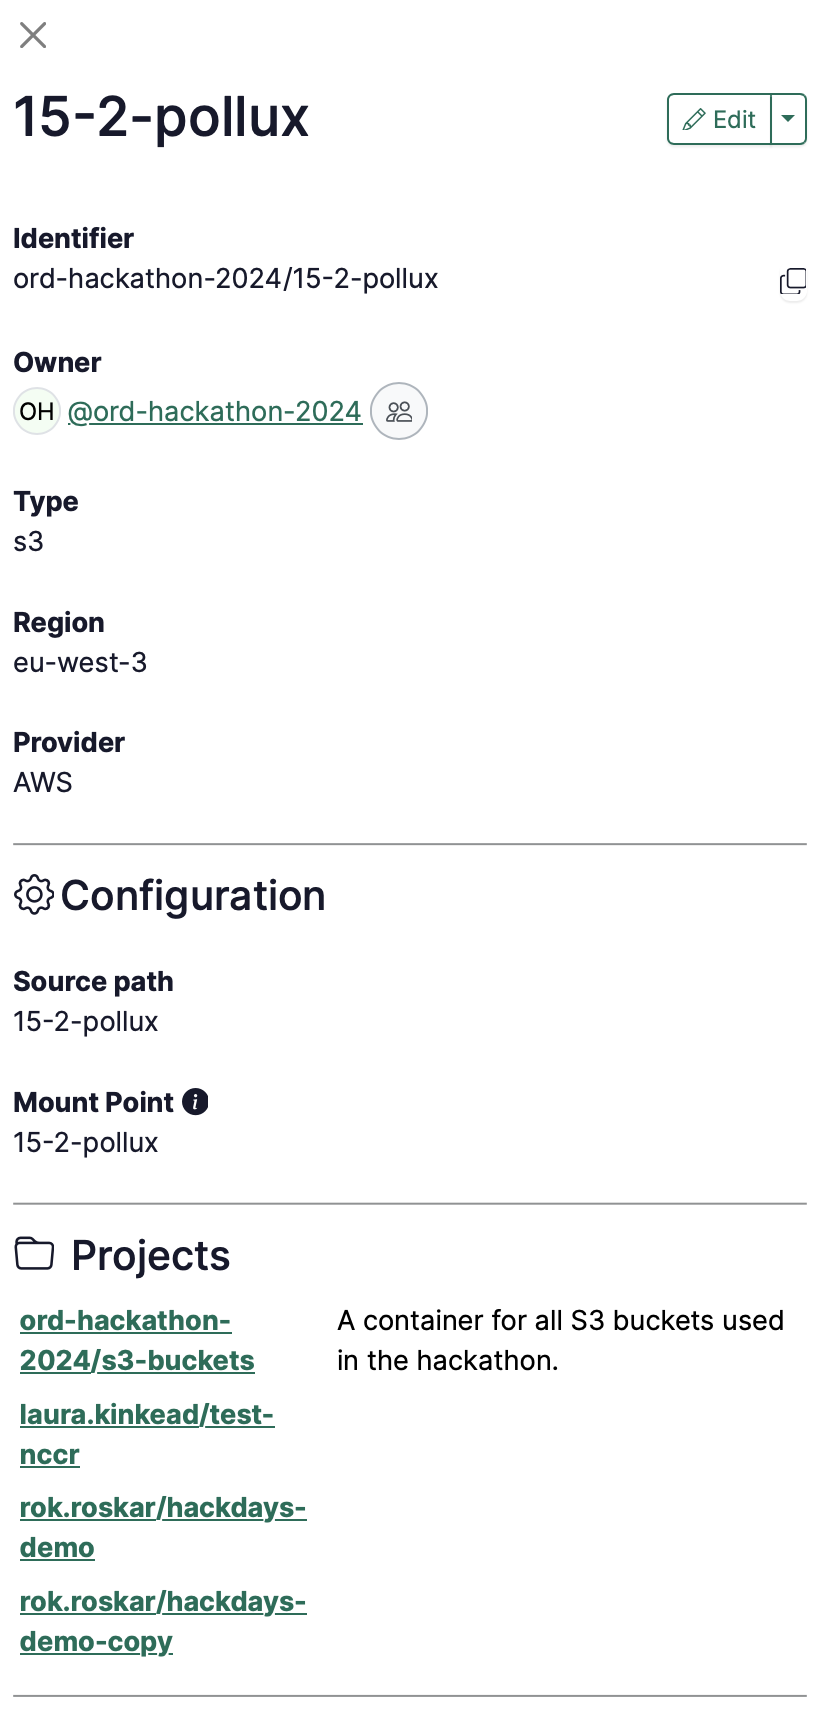 15-2-pollux
Edit
Identifier
ord-hackathon-2024/15-2-pollux
Owner
OH @ord-hackathon-2024
Type
s3
Region
eu-west-3
Provider
AWS
Configuration
Source path
15-2-pollux
Mount Point
15-2-pollux
Projects
ord-hackathon-
2024/s3-buckets
A container for all S3 buckets used
in the hackathon.
laura.kinkead/test-
nccr
rok.roskar/hackdays-
demo
rok.roskar/hackdays-
demo-copy